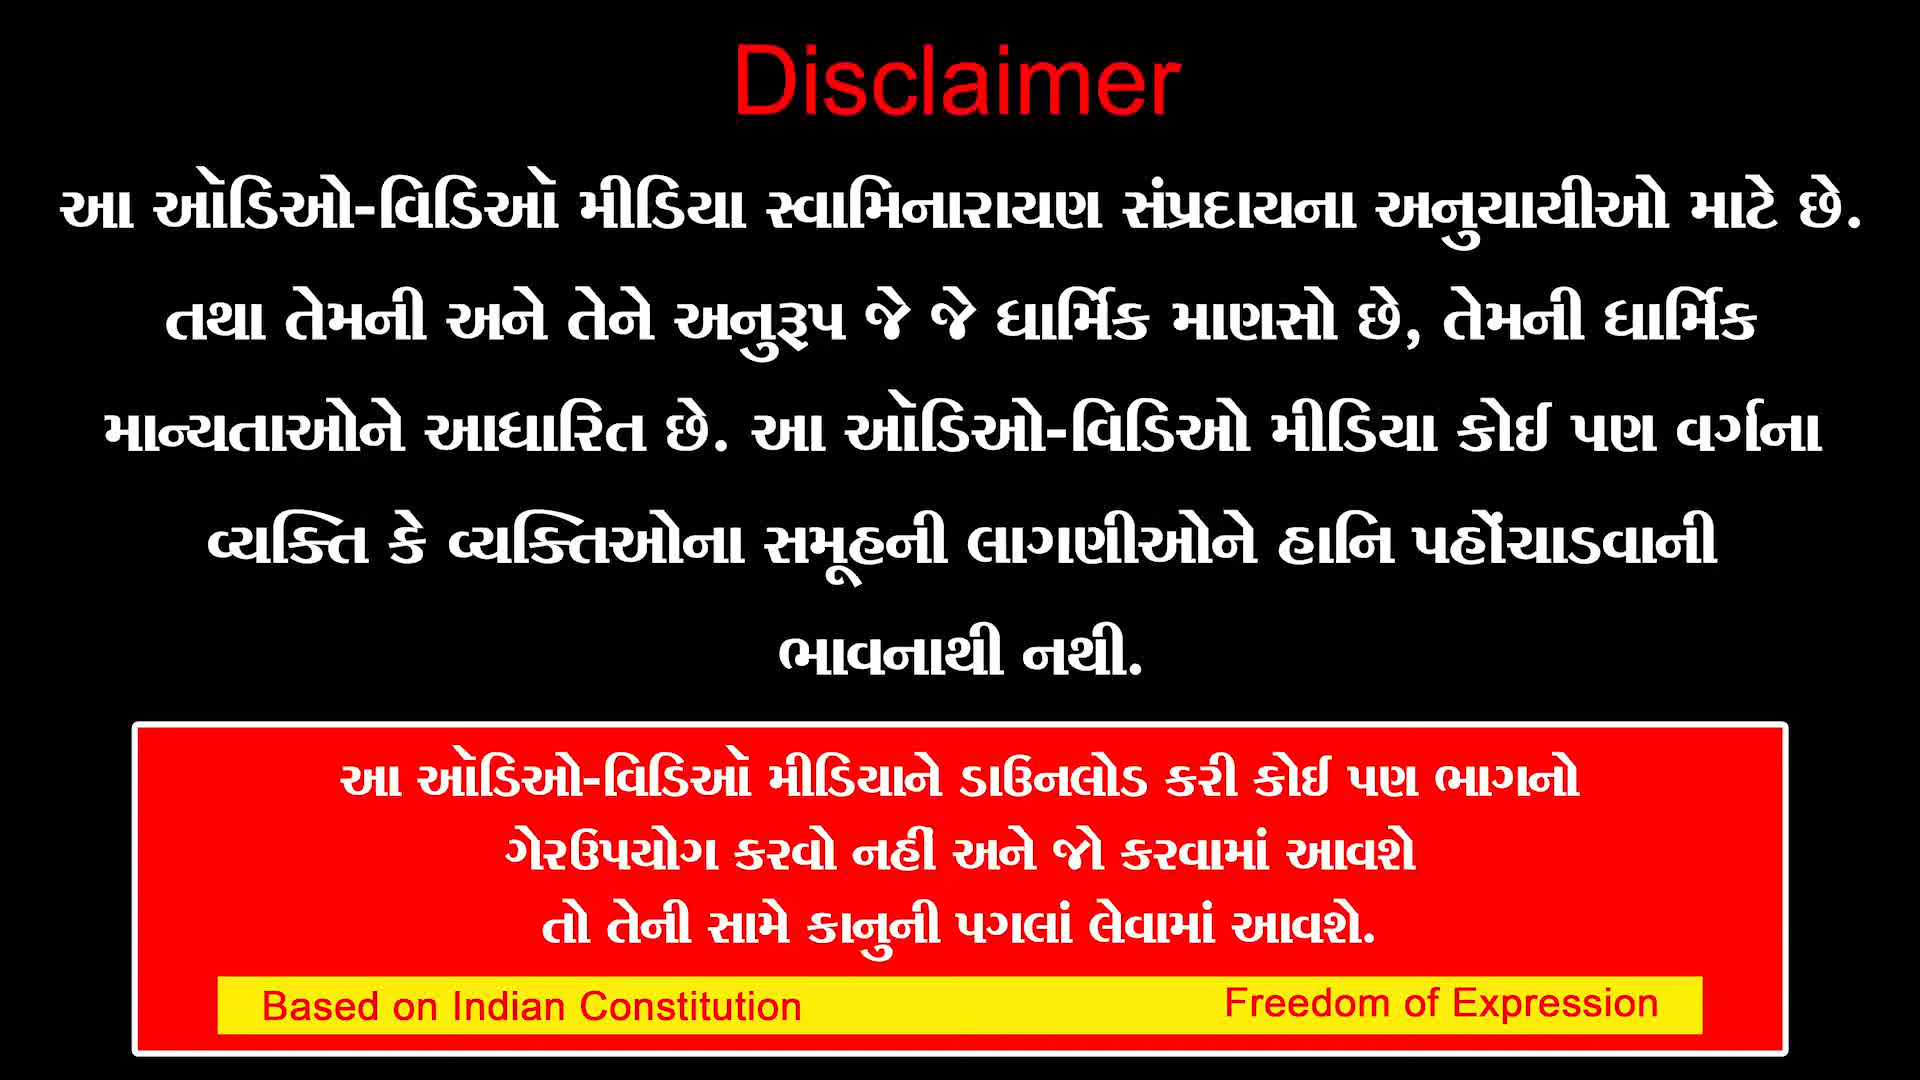 Disclaimer
આ ઑડિઓ-વિડિઑ મીડિયા સ્વામિનારાયણ સંપ્રદાયના અનુયાયીઓ માટે છે.
તથા તેમની અને તેને અનુરૂપ જે જે ધાર્મિક માણસો છે, તેમની ધાર્મિક
માન્યતાઓને આધારિત છે. આ ઑડિઓ-વિડિઓ મીડિયા કોઈ પણ વર્ગના
વ્યક્તિ કે વ્યક્તિઓના સમૂહની લાગણીઓને હાનિ પહોંચાડવાની
ભાવનાથી નથી.
આ ઑડિઓ-વિડિઑ મીડિયાને ડાઉનલોડ કરી કોઈ પણ ભાગનો
ગેરઉપયોગ કરવો નહીં અને જો કરવામાં આવશે
તો તેની સામે કાનુની પગલાં લેવામાં આવશે.
Based on Indian Constitution Freedom of Expression